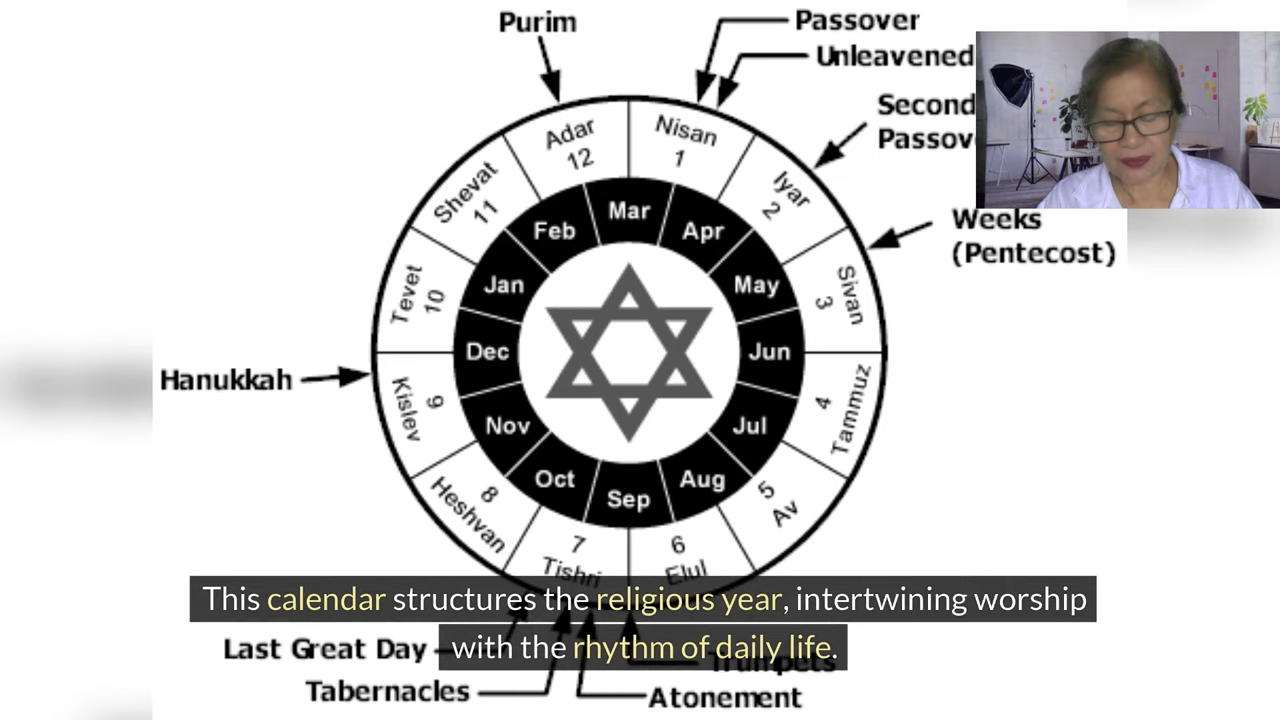 Purim
Passover
Unleavened
Second
Passov
Weeks
(Pentecost)
Hanukkah
Nisan
1
Iyar
2
Sivan
3
Tammuz
4
Av
5
Elul
6
Tishri
7
Heshvan
8
Kislev
9
Tevet
10
Shevat
11
Adar
12
Mar
Apr
May
Jun
Jul
Aug
Sep
Oct
Nov
Dec
Jan
Feb
This calendar structures the religious year, intertwining worship
with the rhythm of daily life.
Last Great Day
Trumpets
Tabernacles
Atonement